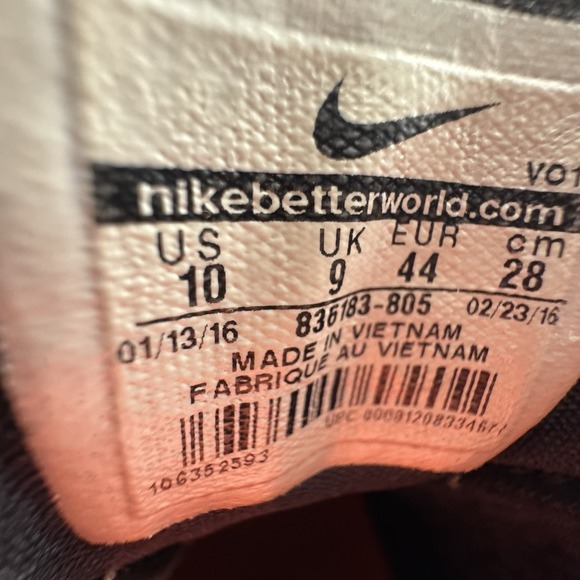 VO1
nikebetterworld.com
US UK EUR cm
10 9 44 28
01/13/16 836183-805 02/23/16
MADE IN VIETNAM
FABRIQUE AU VIETNAM
106352593 UPC